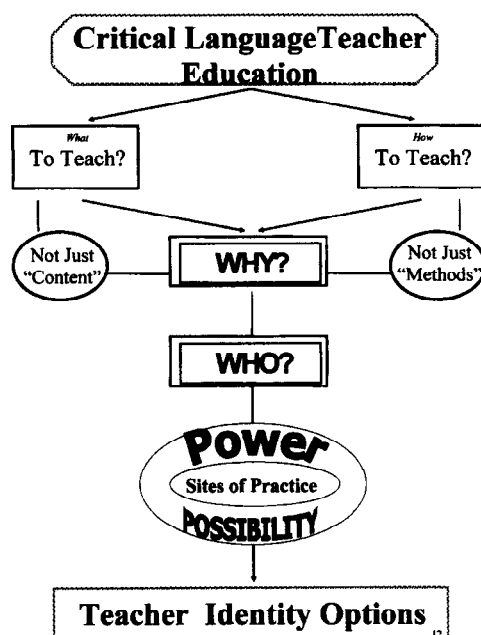 Critical LanguageTeacher
Education
What
To Teach?
How
To Teach?
Not Just
“Content”
WHY?
Not Just
“Methods”
WHO?
Power
Sites of Practice
POSSIBILITY
Teacher Identity Options
12